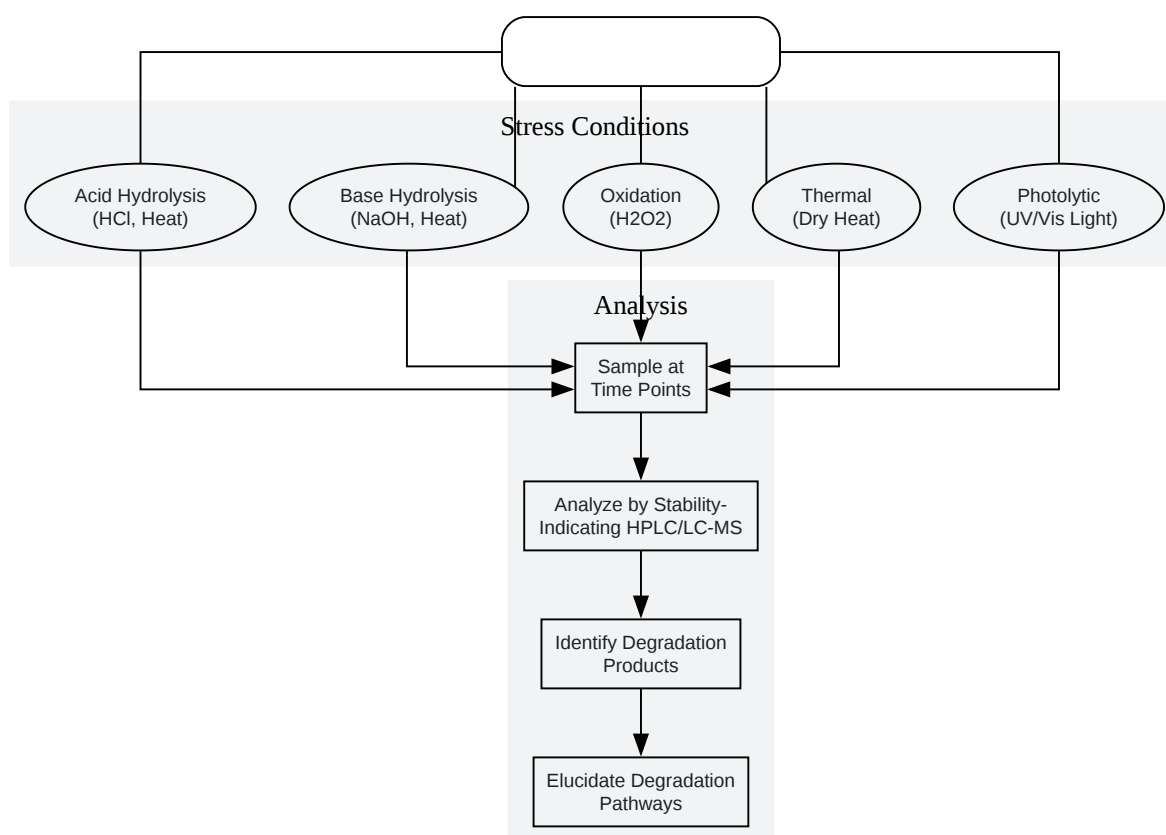 Stress Conditions
Acid Hydrolysis
(HCl, Heat)
Base Hydrolysis
(NaOH, Heat)
Oxidation
(H2O2)
Thermal
(Dry Heat)
Photolytic
(UV/Vis Light)
Analysis
Sample at
Time Points
Analyze by Stability-
Indicating HPLC/LC-MS
Identify Degradation
Products
Elucidate Degradation
Pathways